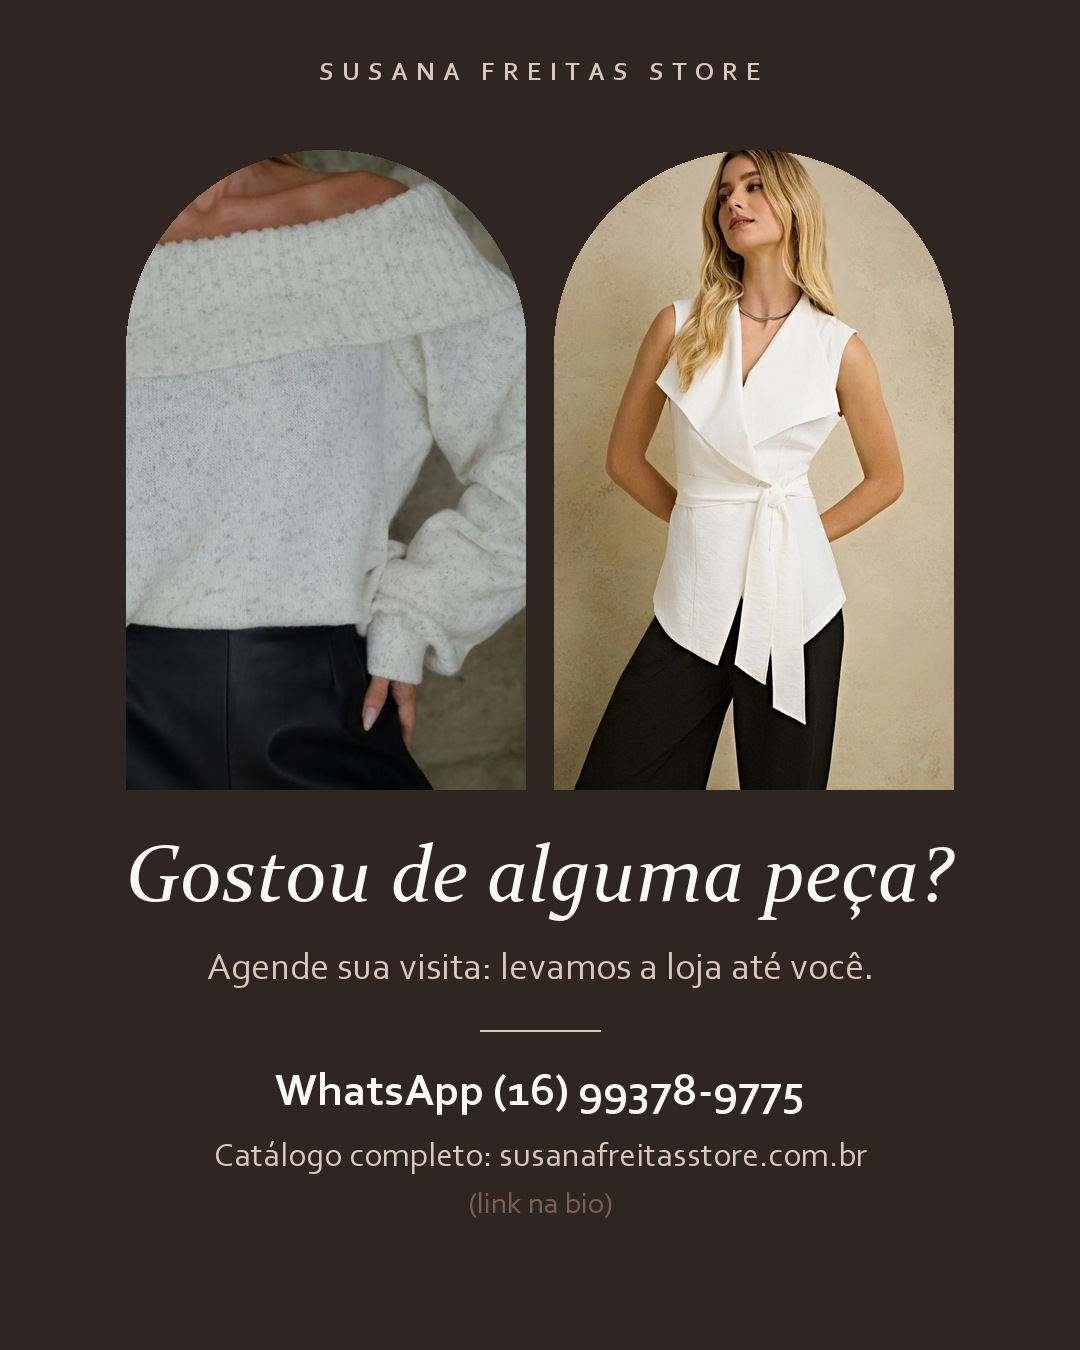 SUSANA FREITAS STORE
Gostou de alguma peça?
Agende sua visita: levamos a loja até você.
WhatsApp (16) 99378-9775
Catálogo completo: susanafreitasstore.com.br
(link na bio)